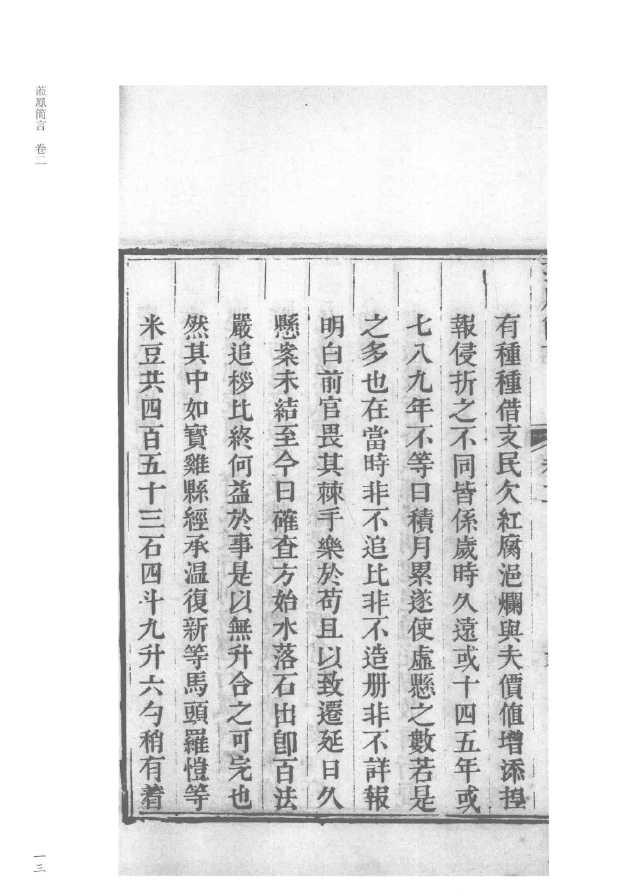 有種種借支民欠紅腐浥爛與夫價值增添捏
報侵折之不同皆係歲時久遠或十四五年或
七八九年不等日積月累遂使虛懸之數若是
之多也在當時非不追比非不造册非不詳報
明白前官畏其棘手樂於苟且以致遷延日久
懸案未結至今日確查方始水落石出卽百法
嚴追桚比終何益於事是以無升合之可完也
然其中如寶雞縣經承温復新等馬頭羅愷等
米豆共四百五十三石四斗九升六勺稍有着
鳳簡言 卷二
一三